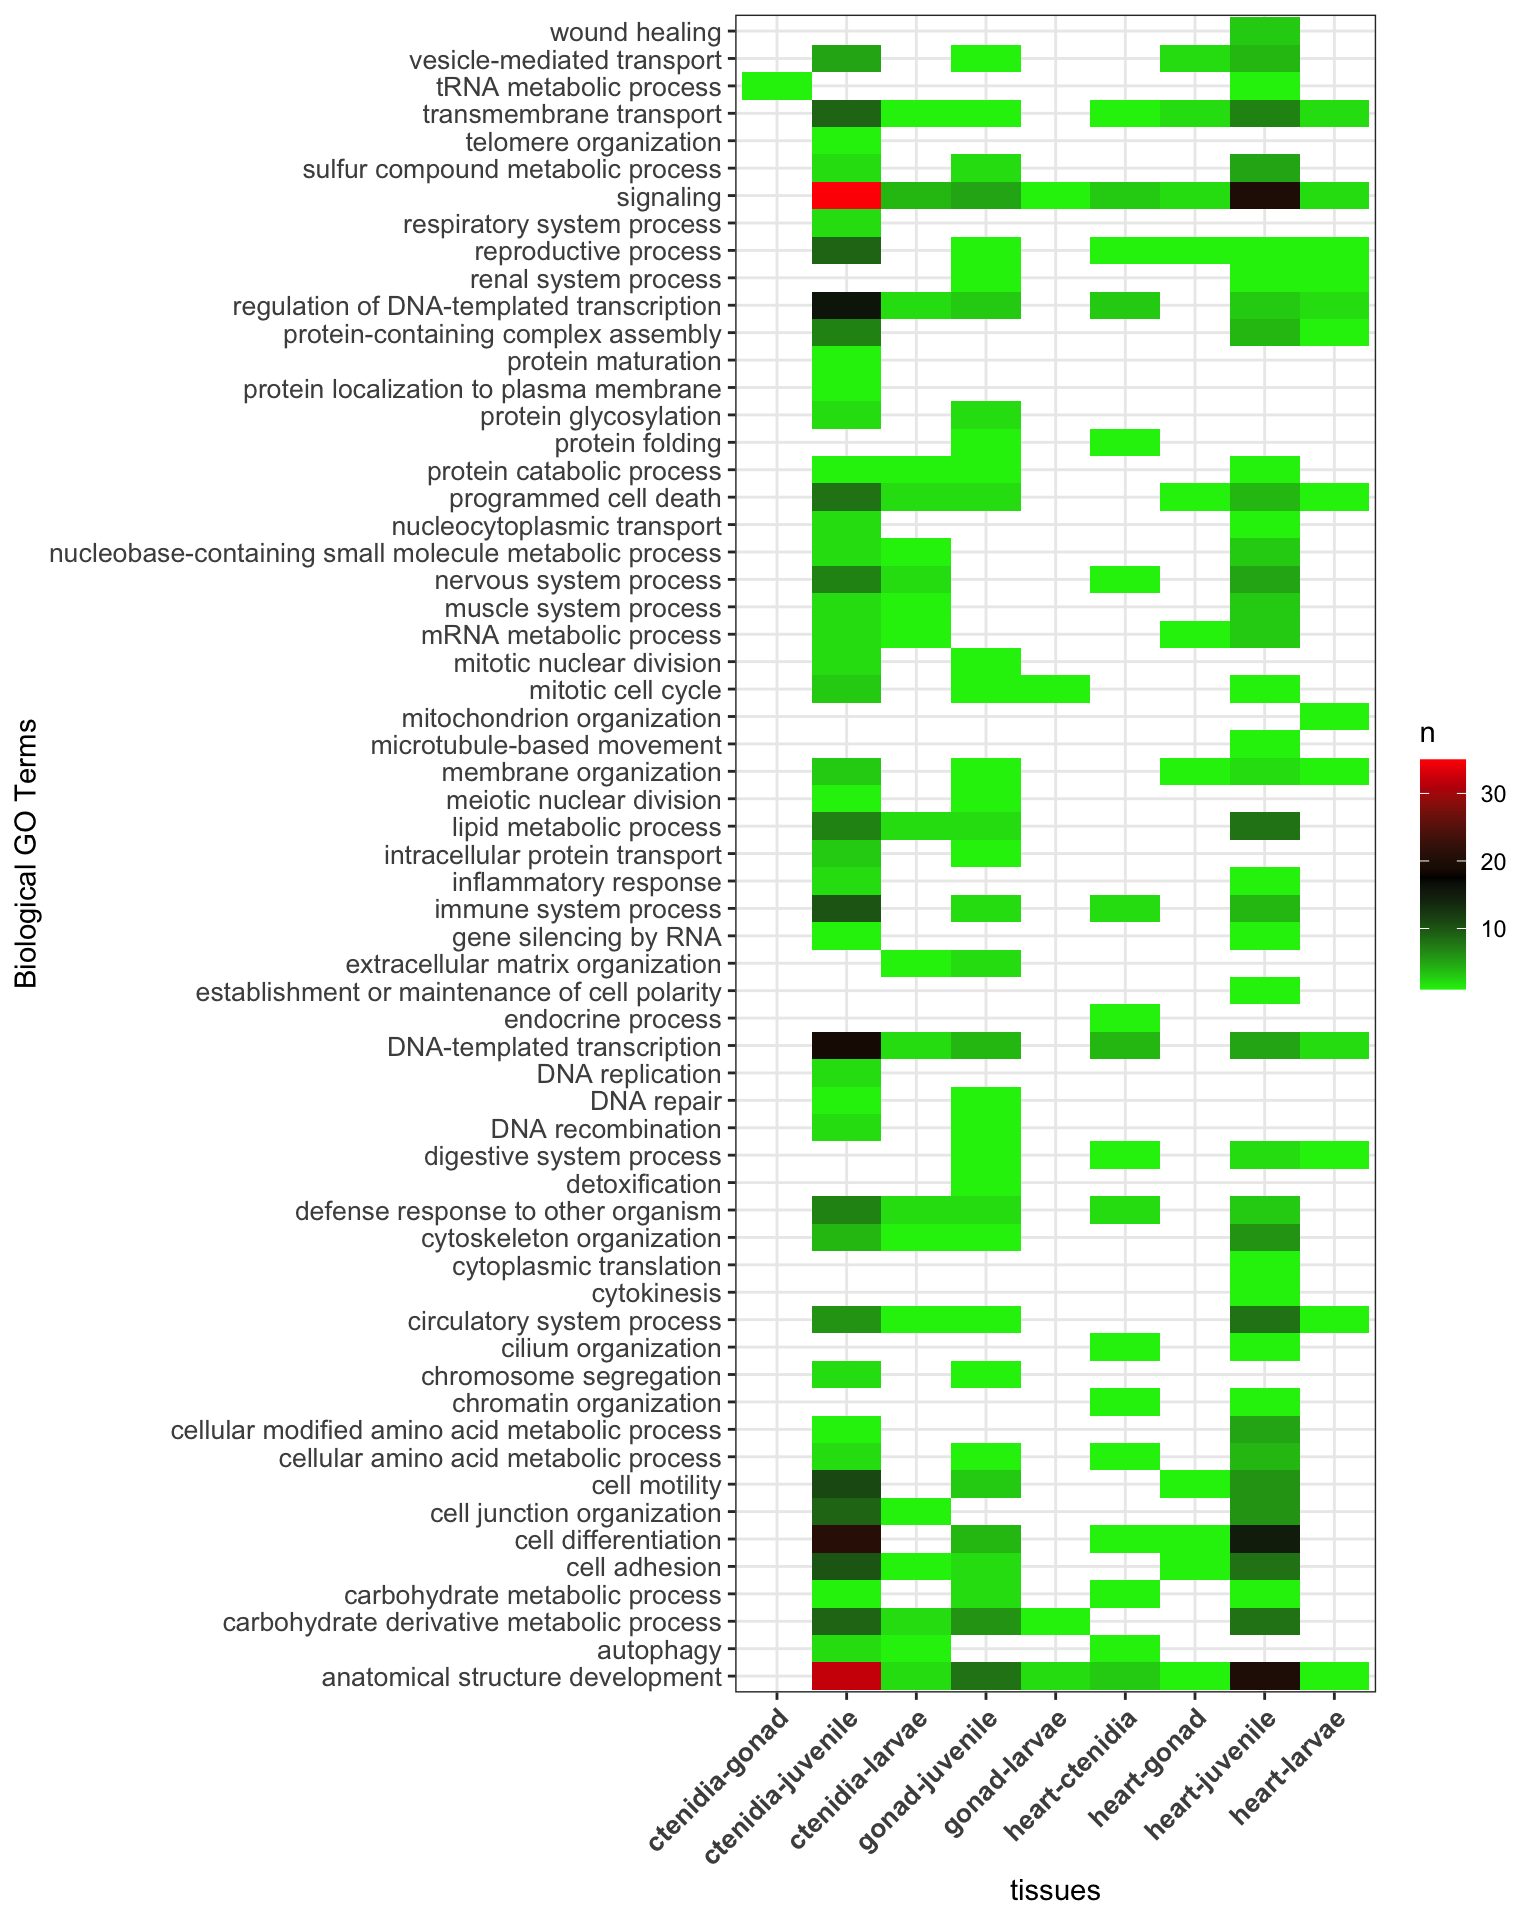 wound healing
vesicle-mediated transport
tRNA metabolic process
transmembrane transport
telomere organization
sulfur compound metabolic process
signaling
respiratory system process
reproductive process
renal system process
regulation of DNA-templated transcription
protein-containing complex assembly
protein maturation
protein localization to plasma membrane
protein glycosylation
protein folding
protein catabolic process
programmed cell death
nucleocytoplasmic transport
nucleobase-containing small molecule metabolic process
nervous system process
muscle system process
mRNA metabolic process
mitotic nuclear division
mitotic cell cycle
mitochondrion organization
microtubule-based movement
membrane organization
meiotic nuclear division
lipid metabolic process
intracellular protein transport
inflammatory response
immune system process
gene silencing by RNA
extracellular matrix organization
establishment or maintenance of cell polarity
endocrine process
DNA-templated transcription
DNA replication
DNA repair
DNA recombination
digestive system process
detoxification
defense response to other organism
cytoskeleton organization
cytoplasmic translation
cytokinesis
circulatory system process
cilium organization
chromosome segregation
chromatin organization
cellular modified amino acid metabolic process
cellular amino acid metabolic process
cell motility
cell junction organization
cell differentiation
cell adhesion
carbohydrate metabolic process
carbohydrate derivative metabolic process
autophagy
anatomical structure development
Biological GO Terms
ctenidia-gonad
ctenidia-juvenile
ctenidia-larvae
gonad-juvenile
gonad-larvae
heart-ctenidia
heart-gonad
heart-juvenile
heart-larvae
tissues
n
30
20
10